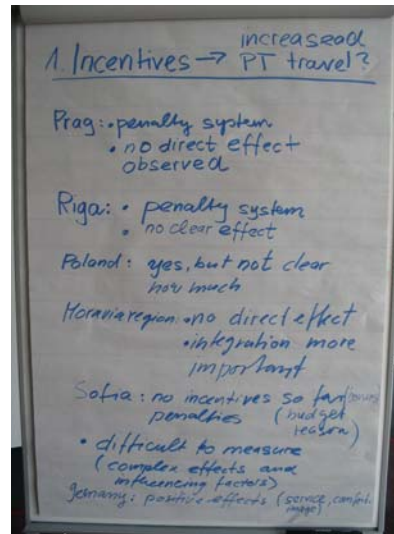 increasead
1. Incentives → PT travel?
Prag: • penalty system
• no direct effect
observed
Riga: • penalty system
• no clear effect
Poland: yes, but not clear
how much
Moravia region: • no direct effect
• integration more
important
Sofia: no incentives so far
penalties (budget
reason)
• difficult to measure
(complex effects and
influencing factors)
Germany: positive effects (service, comfort,
image)